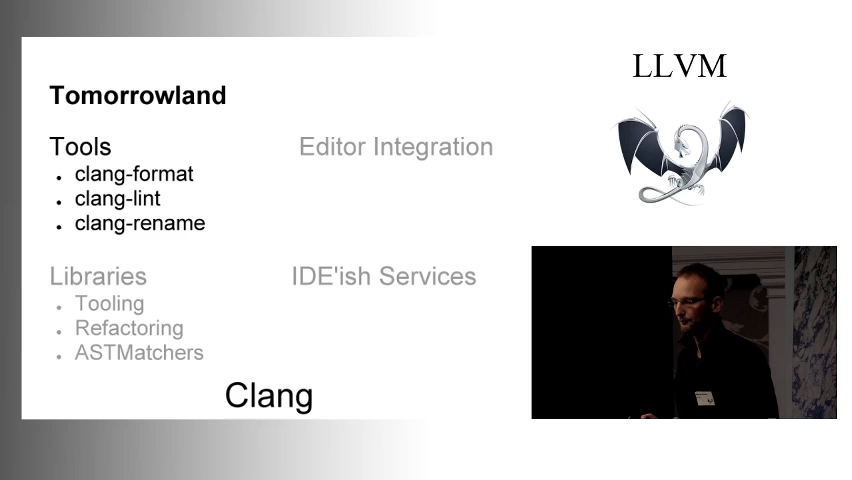 Tomorrowland
Tools
clang-format
clang-lint
clang-rename
Editor Integration
Libraries
Tooling
Refactoring
ASTMatchers
IDE'ish Services
Clang
LLVM